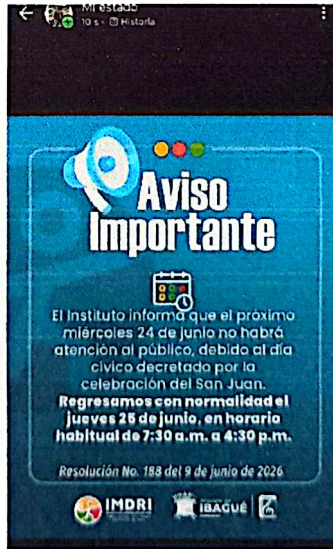 Mi estado
10 s · Historia
Aviso
Importante
El Instituto informa que el próximo
miércoles 24 de junio no habrá
atención al público, debido al día
cívico decretado por la
celebración del San Juan.
Regresamos con normalidad el
jueves 25 de junio, en horario
habitual de 7:30 a.m. a 4:30 p.m.
Resolución No. 188 del 9 de junio de 2026
IMDRI IBAGUÉ